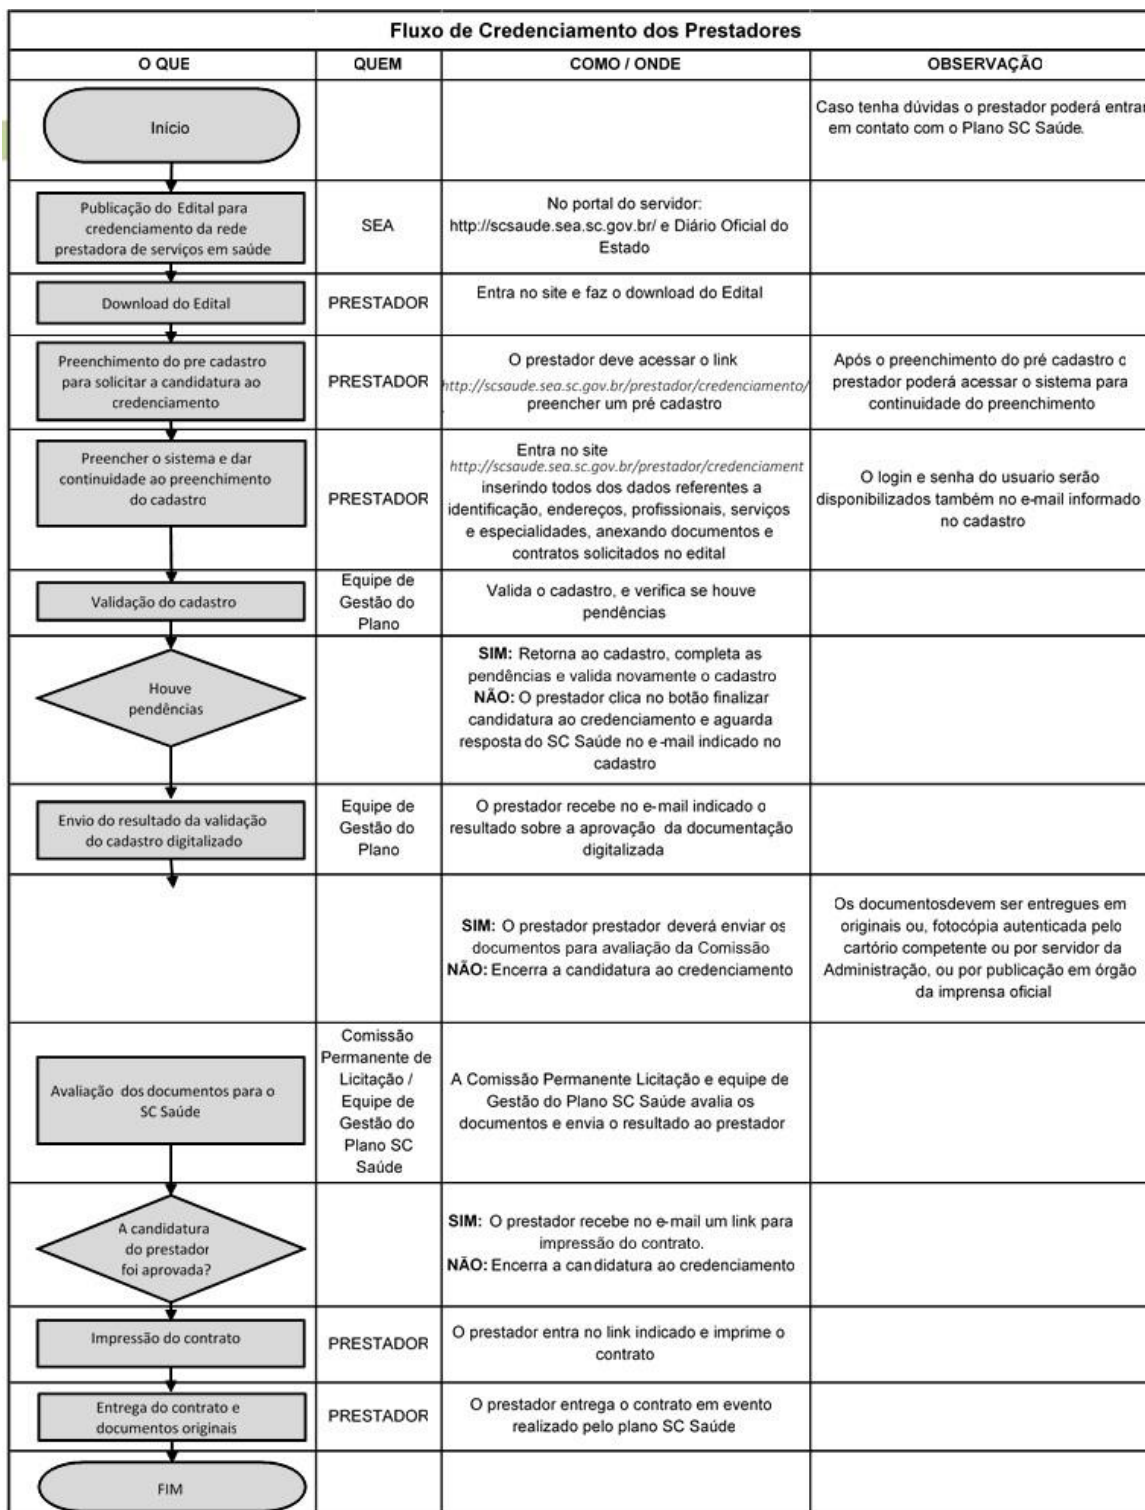 Fluxo de Credenciamento dos Prestadores
O QUE
QUEM
COMO / ONDE
OBSERVAÇÃO
Início
Caso tenha dúvidas o prestador poderá entrar
em contato com o Plano SC Saúde.
Publicação do Edital para
credenciamento da rede
prestadora de serviços em saúde
SEA
No portal do servidor:
http://scsaude.sea.sc.gov.br/ e Diário Oficial do
Estado
Download do Edital
PRESTADOR
Entra no site e faz o download do Edital
Preenchimento do pre cadastro
para solicitar a candidatura ao
credenciamento
PRESTADOR
O prestador deve acessar o link
http://scsaude.sea.sc.gov.br/prestador/credenciamento/
preencher um pré cadastro
Após o preenchimento do pré cadastro o
prestador poderá acessar o sistema para
continuidade do preenchimento
Preencher o sistema e dar
continuidade ao preenchimento
do cadastro
PRESTADOR
Entra no site
http://scsaude.sea.sc.gov.br/prestador/credenciament
inserindo todos dos dados referentes a
identificação, endereços, profissionais, serviços
e especialidades, anexando documentos e
contratos solicitados no edital
O login e senha do usuario serão
disponibilizados também no e-mail informado
no cadastro
Validação do cadastro
Equipe de
Gestão do
Plano
Valida o cadastro, e verifica se houve
pendências
Houve
pendências
SIM: Retorna ao cadastro, completa as
pendências e valida novamente o cadastro
NÃO: O prestador clica no botão finalizar
candidatura ao credenciamento e aguarda
resposta do SC Saúde no e-mail indicado no
cadastro
Envio do resultado da validação
do cadastro digitalizado
Equipe de
Gestão do
Plano
O prestador recebe no e-mail indicado o
resultado sobre a aprovação da documentação
digitalizada
SIM: O prestador prestador deverá enviar os
documentos para avaliação da Comissão
NÃO: Encerra a candidatura ao credenciamento
Os documentosdevem ser entregues em
originais ou, fotocópia autenticada pelo
cartório competente ou por servidor da
Administração, ou por publicação em órgão
da imprensa oficial
Avaliação dos documentos para o
SC Saúde
Comissão
Permanente de
Licitação /
Equipe de
Gestão do
Plano SC
Saúde
A Comissão Permanente Licitação e equipe de
Gestão do Plano SC Saúde avalia os
documentos e envia o resultado ao prestador
A candidatura
do prestador
foi aprovada?
SIM: O prestador recebe no e-mail um link para
impressão do contrato.
NÃO: Encerra a candidatura ao credenciamento
Impressão do contrato
PRESTADOR
O prestador entra no link indicado e imprime o
contrato
Entrega do contrato e
documentos originais
PRESTADOR
O prestador entrega o contrato em evento
realizado pelo plano SC Saúde
FIM